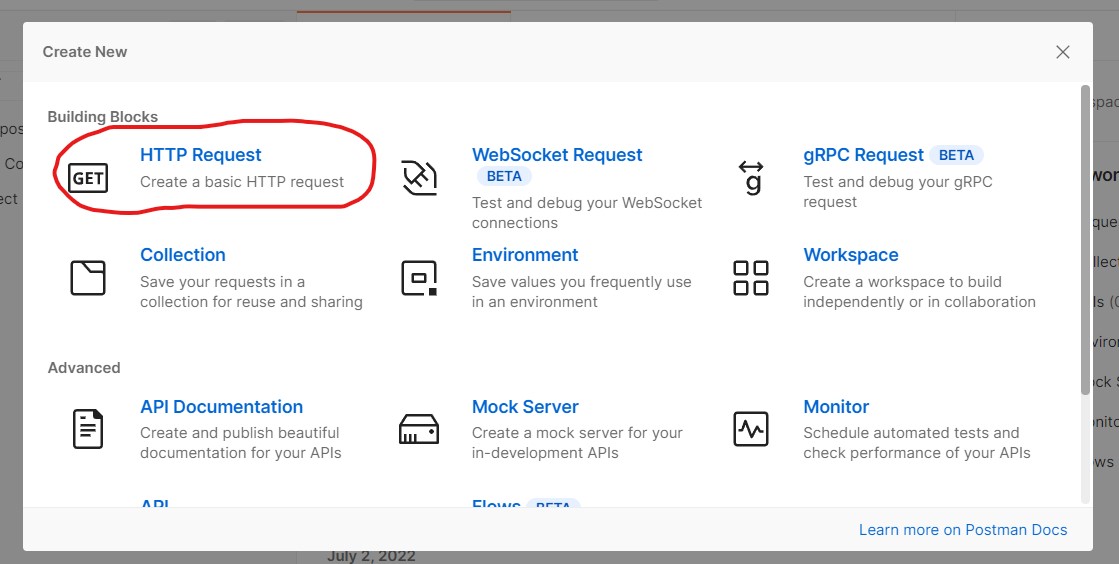 Create New
Building Blocks
GET
HTTP Request
Create a basic HTTP request
WebSocket Request
BETA
Test and debug your WebSocket
connections
g
gRPC Request BETA
Test and debug your gRPC
request
Collection
Save your requests in a
collection for reuse and sharing
Environment
Save values you frequently use
in an environment
Workspace
Create a workspace to build
independently or in collaboration
Advanced
API Documentation
Create and publish beautiful
documentation for your APIs
Mock Server
Create a mock server for your
in-development APIs
Monitor
Schedule automated tests and
check performance of your APIs
API
Flows BETA
Learn more on Postman Docs
July 2, 2022